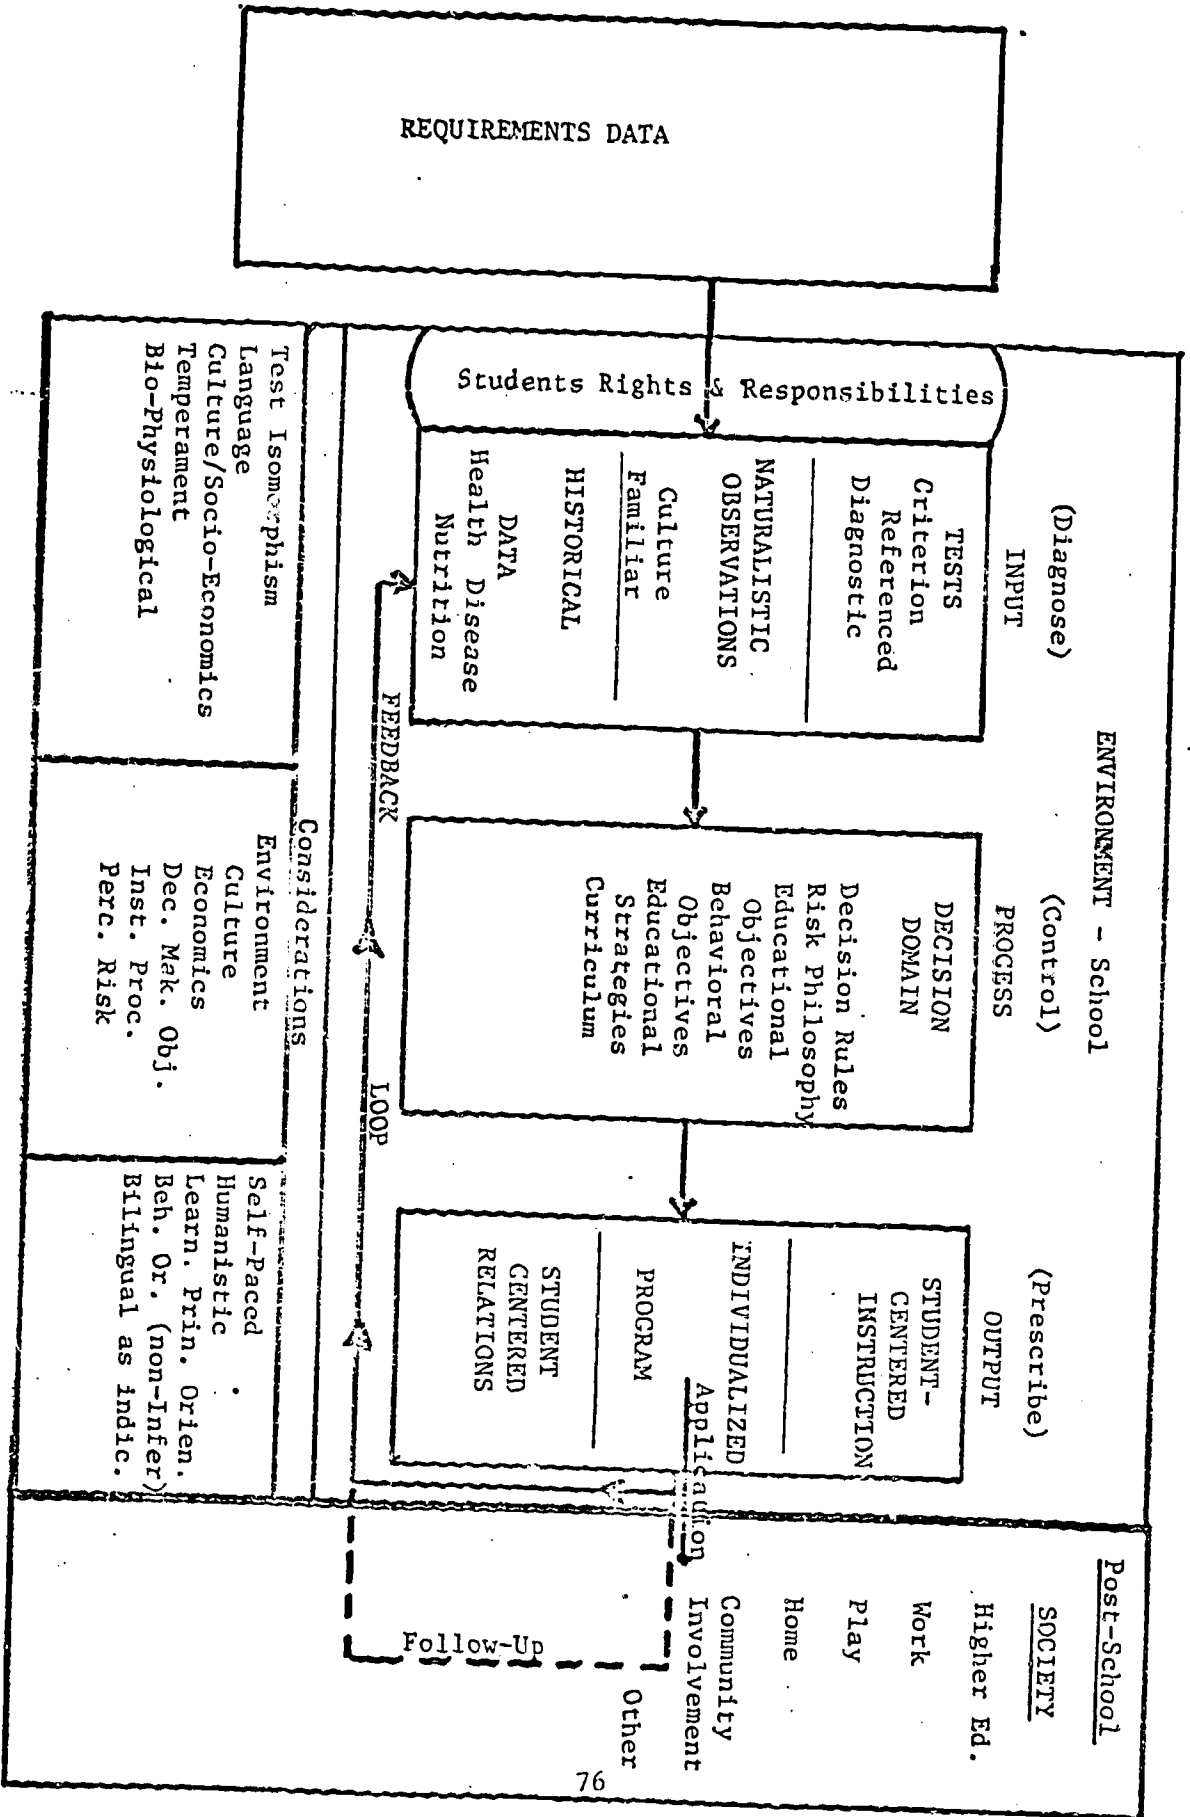 REQUIREMENTS DATA
Students Rights & Responsibilities
ENVIRONMENT - School
(Diagnose)
INPUT
TESTS
Criterion
Referenced
Diagnostic
NATURALISTIC
OBSERVATIONS
Culture
Familiar
HISTORICAL
DATA
Health Disease
Nutrition
(Control)
PROCESS
DECISION
DOMAIN
Decision Rules
Risk Philosophy
Educational
Objectives
Behavioral
Objectives
Educational
Strategies
Curriculum
(Prescribe)
OUTPUT
STUDENT-
CENTERED
INSTRUCTION
INDIVIDUALIZED
PROGRAM
STUDENT
CENTERED
RELATIONS
Application
FEEDBACK
LOOP
Considerations
Test Isomorphism
Language
Culture/Socio-Economics
Temperament
Bio-Physiological
Environment
Culture
Economics
Dec. Mak. Obj.
Inst. Proc.
Perc. Risk
Self-Paced
Humanistic
Learn. Prin. Orien.
Beh. Or. (non-Infer)
Bilingual as indic.
Post-School
SOCIETY
Higher Ed.
Work
Play
Home
Community
Involvement
Other
Follow-Up
76